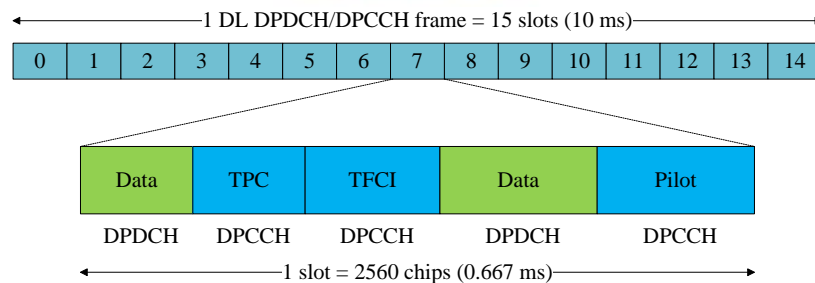 1 DL DPDCH/DPCCH frame = 15 slots (10 ms)
0 1 2 3 4 5 6 7 8 9 10 11 12 13 14
Data TPC TFCI Data Pilot
DPDCH DPCCH DPCCH DPDCH DPCCH
1 slot = 2560 chips (0.667 ms)